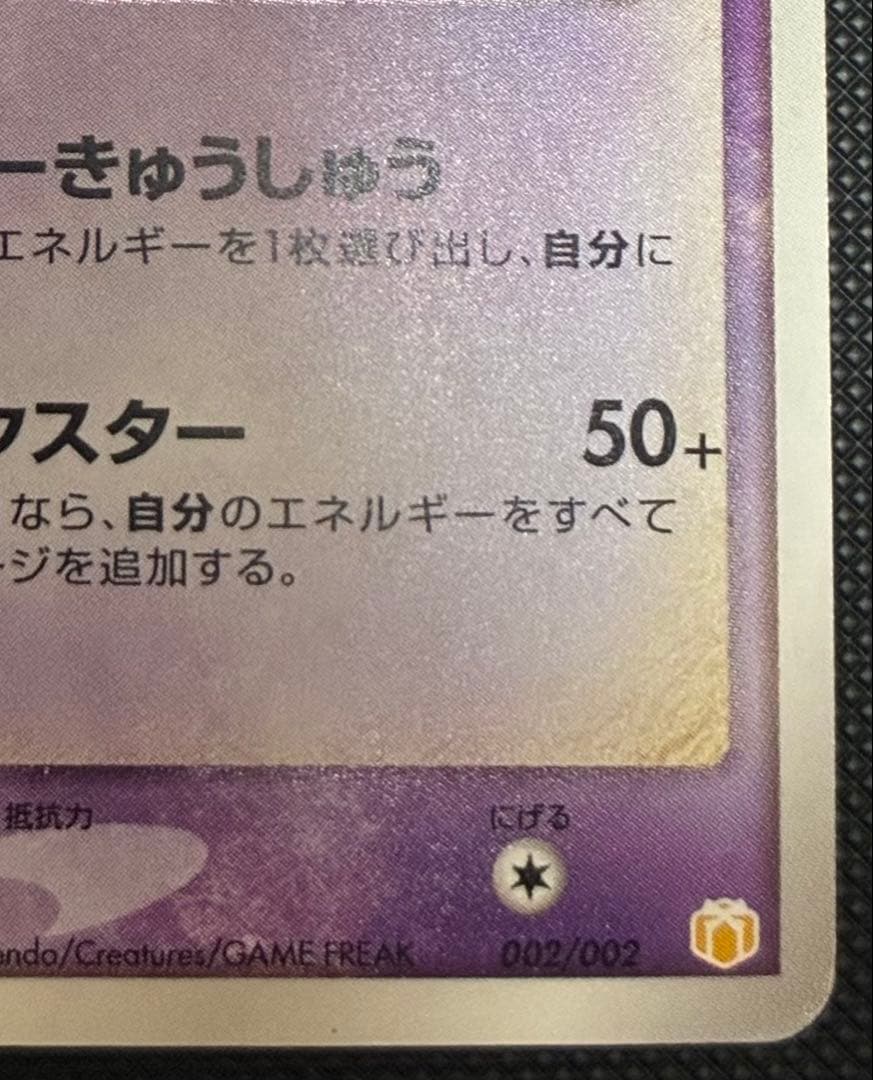 ーきゅうしゅう
エネルギーを1枚選び出し、自分に
クスター 50+
なら、自分のエネルギーをすべて
ージを追加する。
抵抗力 にげる
ndo/Creatures/GAME FREAK 002/002